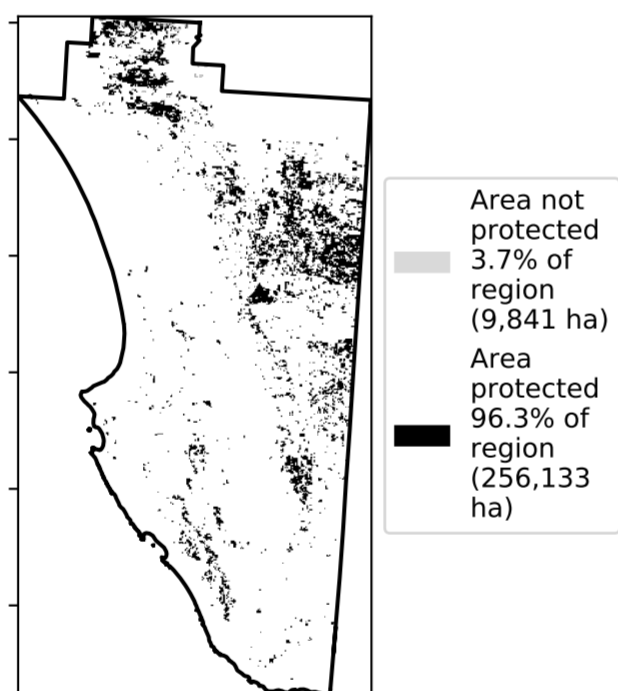 Area not
protected
3.7% of
region
(9,841 ha)
Area
protected
96.3% of
region
(256,133
ha)